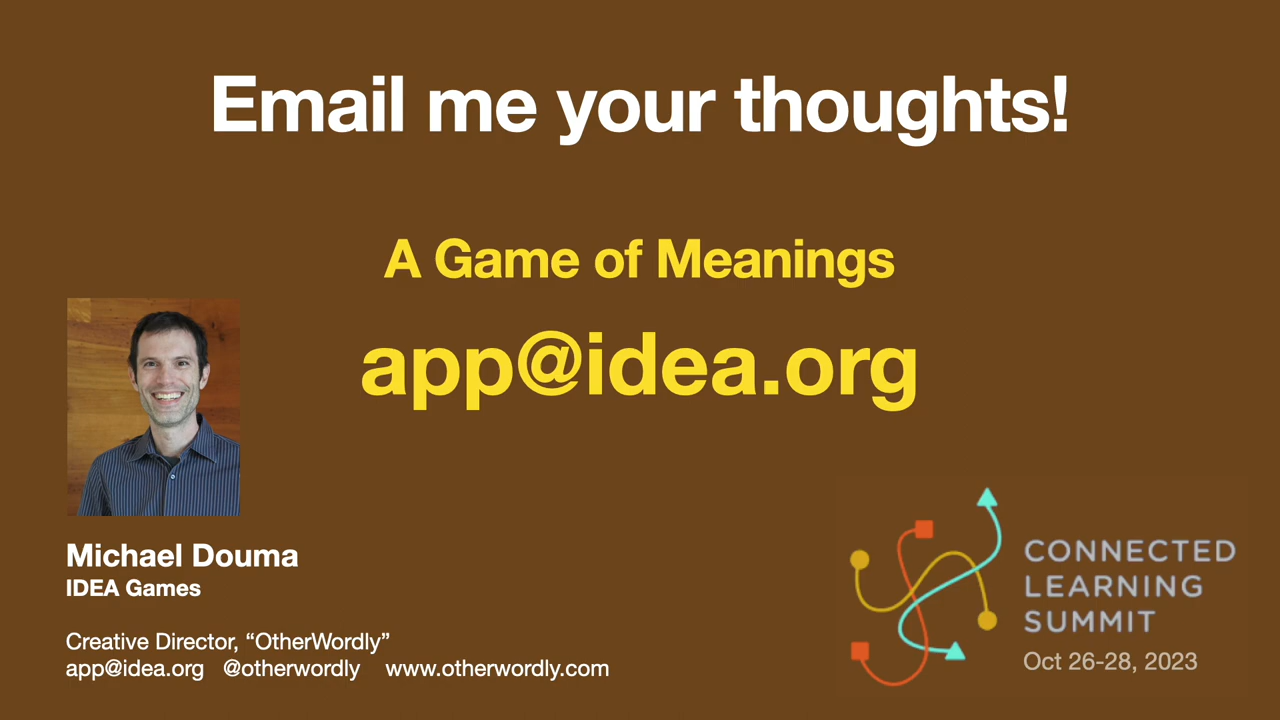 Email me your thoughts!
A Game of Meanings
app@idea.org
Michael Douma
IDEA Games
Creative Director, “OtherWordly”
app@idea.org @otherwordly www.otherwordly.com
CONNECTED
LEARNING
SUMMIT
Oct 26-28, 2023